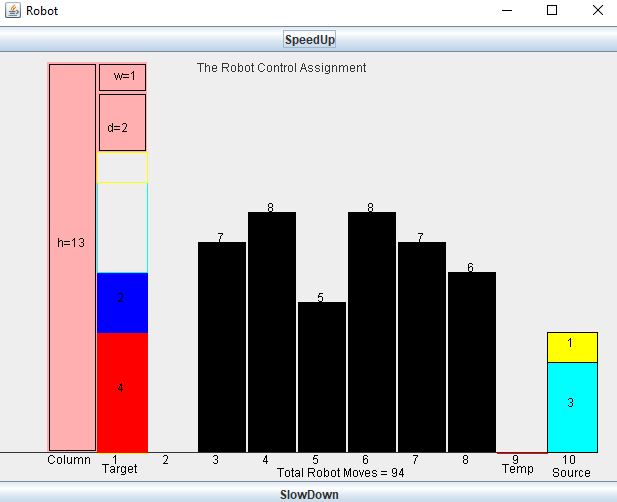 Robot
SpeedUp
The Robot Control Assignment
w=1
d=2
8 8
7 7
h=13
6
2
5
1
4
3
Column 1 2 3 4 5 6 7 8 9 10
Target Total Robot Moves = 94 Temp Source
SlowDown